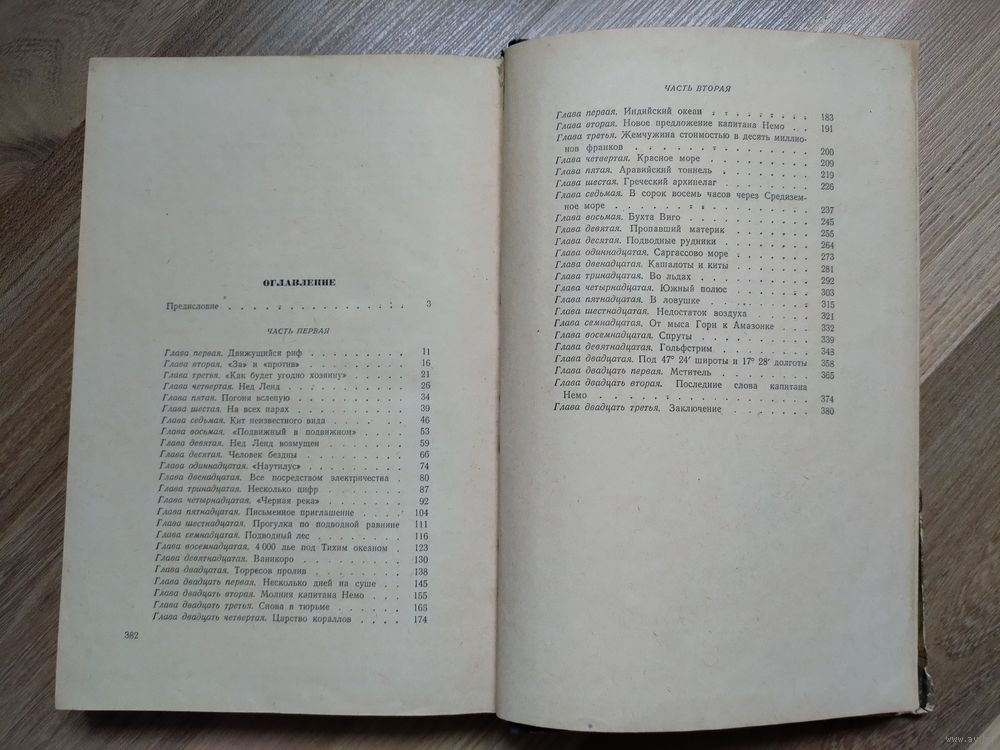 ОГЛАВЛЕНИЕ
Предисловие . . . . . . . . . . . . . . 3
ЧАСТЬ ПЕРВАЯ
Глава первая. Движущийся риф . . . . . . . . 11
Глава вторая. «За» и «против» . . . . . . . . 16
Глава третья. «Как будет угодно хозяину» . . . . 21
Глава четвертая. Нед Ленд . . . . . . . . . 26
Глава пятая. Погоня вслепую . . . . . . . . 34
Глава шестая. На всех парах . . . . . . . . 39
Глава седьмая. Кит неизвестного вида . . . . . 46
Глава восьмая. «Подвижный в подвижном» . . . . 53
Глава девятая. Нед Ленд возмущен . . . . . . 59
Глава десятая. Человек бездны . . . . . . . 66
Глава одиннадцатая. «Наутилус» . . . . . . . 74
Глава двенадцатая. Все посредством электричества . 80
Глава тринадцатая. Несколько цифр . . . . . . 87
Глава четырнадцатая. «Черная река» . . . . . . 92
Глава пятнадцатая. Письменное приглашение . . . . 104
Глава шестнадцатая. Прогулка по подводной равнине 111
Глава семнадцатая. Подводный лес . . . . . . 116
Глава восемнадцатая. 4 000 лье под Тихим океаном . 123
Глава девятнадцатая. Ваникоро . . . . . . . 130
Глава двадцатая. Торресов пролив . . . . . . 138
Глава двадцать первая. Несколько дней на суше . . 145
Глава двадцать вторая. Молния капитана Немо . . . 155
Глава двадцать третья. Снова в тюрьме . . . . . 165
Глава двадцать четвертая. Царство кораллов . . . . 174
382
ЧАСТЬ ВТОРАЯ
Глава первая. Индийский океан . . . . . . . . 183
Глава вторая. Новое предложение капитана Немо . . 191
Глава третья. Жемчужина стоимостью в десять миллио-
нов франков . . . . . . . . . . . . . 200
Глава четвертая. Красное море . . . . . . . . 209
Глава пятая. Аравийский тоннель . . . . . . . 219
Глава шестая. Греческий архипелаг . . . . . . 226
Глава седьмая. В сорок восемь часов через Средизем-
ное море . . . . . . . . . . . . . . 237
Глава восьмая. Бухта Виго . . . . . . . . . 245
Глава девятая. Пропавший материк . . . . . . 255
Глава десятая. Подводные рудники . . . . . . 264
Глава одиннадцатая. Саргассово море . . . . . . 273
Глава двенадцатая. Кашалоты и киты . . . . . . 281
Глава тринадцатая. Во льдах . . . . . . . . 292
Глава четырнадцатая. Южный полюс . . . . . . 303
Глава пятнадцатая. В ловушке . . . . . . . . 315
Глава шестнадцатая. Недостаток воздуха . . . . . 321
Глава семнадцатая. От мыса Горн к Амазонке . . . 332
Глава восемнадцатая. Спруты . . . . . . . . 339
Глава девятнадцатая. Гольфстрим . . . . . . . 348
Глава двадцатая. Под 47° 24′ широты и 17° 28′ долготы 358
Глава двадцать первая. Мститель . . . . . . . 365
Глава двадцать вторая. Последние слова капитана
Немо . . . . . . . . . . . . . . . 374
Глава двадцать третья. Заключение . . . . . . 380